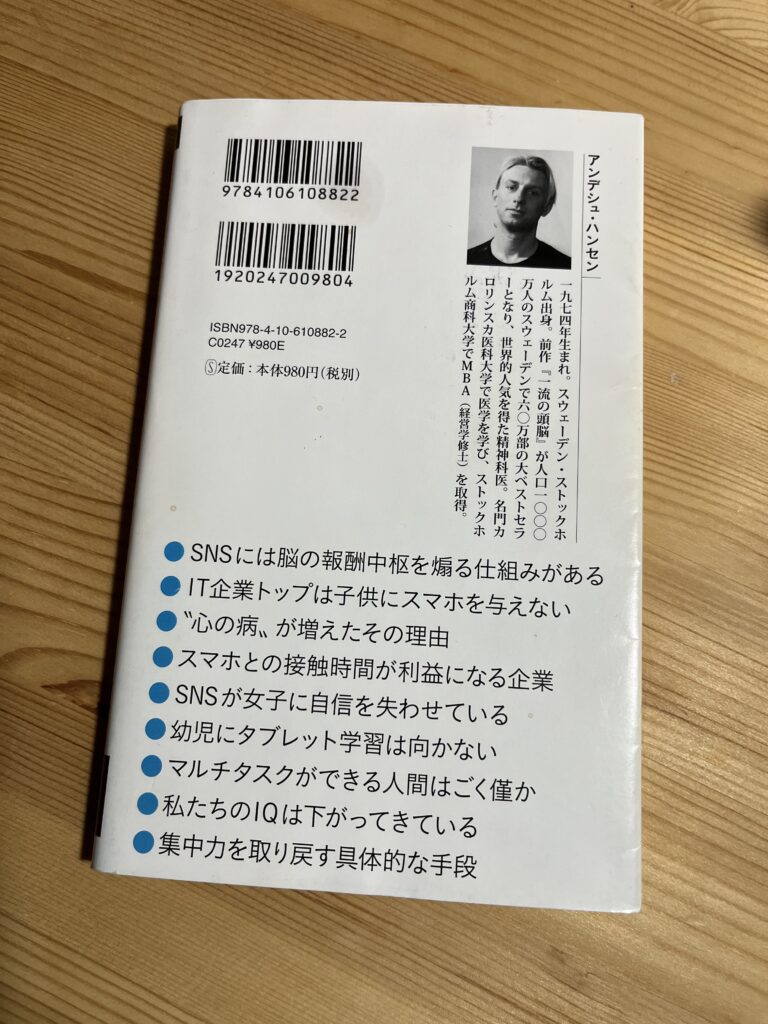 9784106108822
1920247009804
ISBN978-4-10-610882-2
C0247 ¥980E
Ⓢ定価：本体980円（税別）
アンデシュ・ハンセン
一九七四年生まれ。スウェーデン・ストックホ
ルム出身。前作『一流の頭脳』が人口一〇〇〇
万人のスウェーデンで六〇万部の大ベストセラ
ーとなり、世界的人気を得た精神科医。名門カ
ロリンスカ医科大学で医学を学び、ストックホ
ルム商科大学でMBA（経営学修士）を取得。
●SNSには脳の報酬中枢を煽る仕組みがある
●IT企業トップは子供にスマホを与えない
●〝心の病〟が増えたその理由
●スマホとの接触時間が利益になる企業
●SNSが女子に自信を失わせている
●幼児にタブレット学習は向かない
●マルチタスクができる人間はごく僅か
●私たちのIQは下がってきている
●集中力を取り戻す具体的な手段